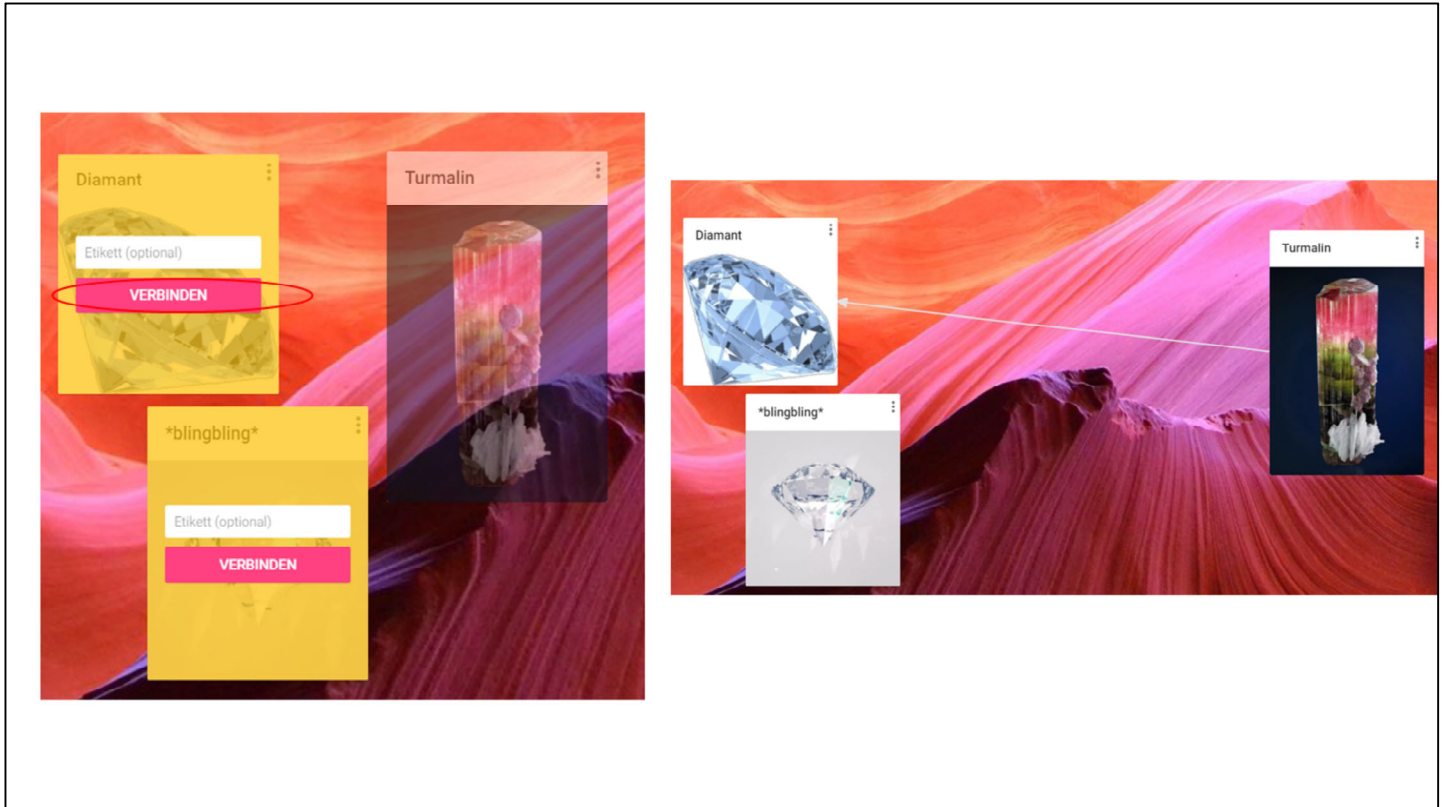 Diamant
Etikett (optional)
VERBINDEN
*blingbling*
Etikett (optional)
VERBINDEN
Turmalin
Diamant
*blingbling*
Turmalin